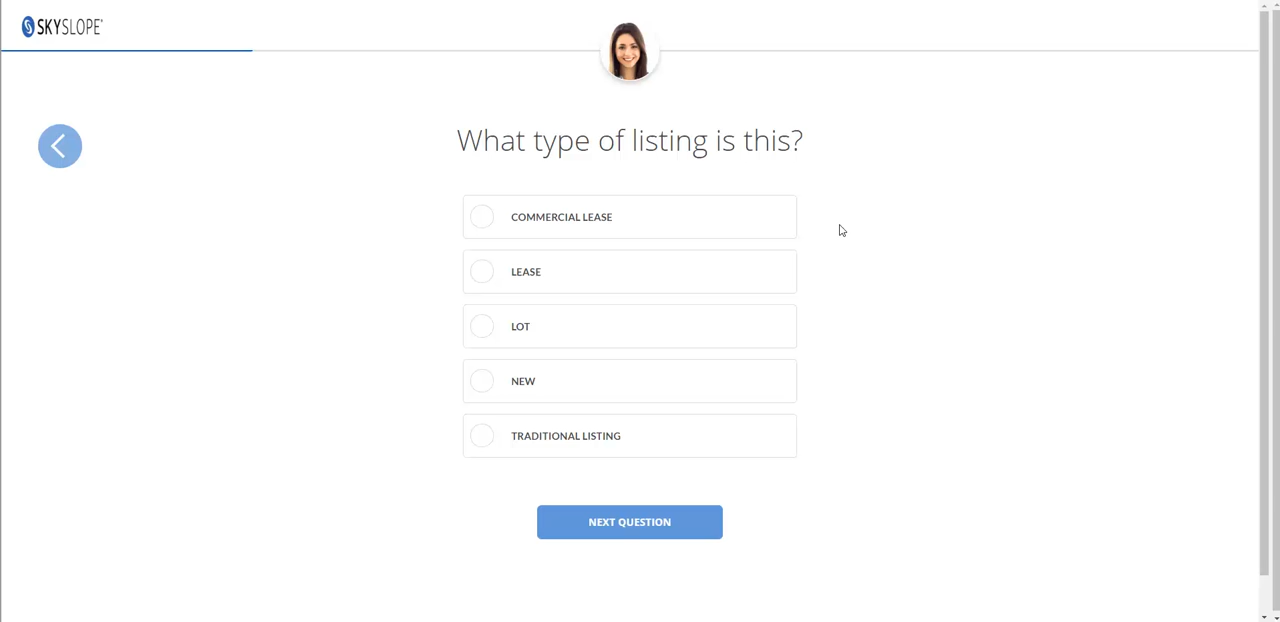 SKYSLOPE
What type of listing is this?
COMMERCIAL LEASE
LEASE
LOT
NEW
TRADITIONAL LISTING
NEXT QUESTION